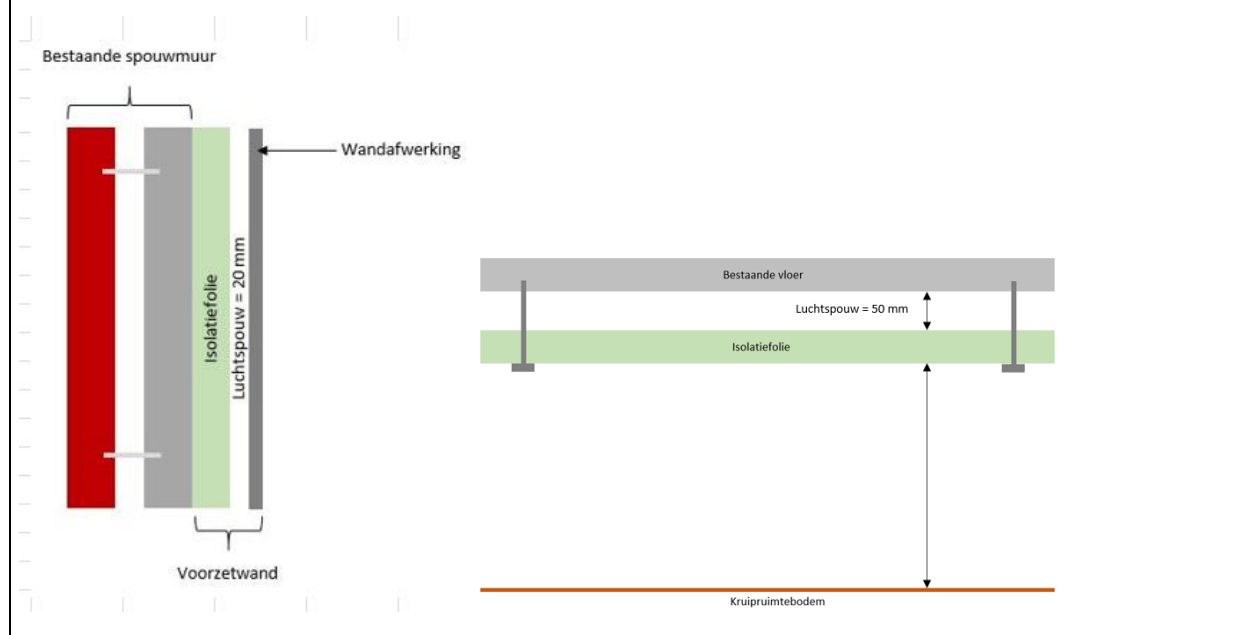 Bestaande spouwmuur
Wandafwerking
Isolatiefolie
Luchtspouw = 20 mm
Voorzetwand
Bestaande vloer
Luchtspouw = 50 mm
Isolatiefolie
Kruipruimtebodem